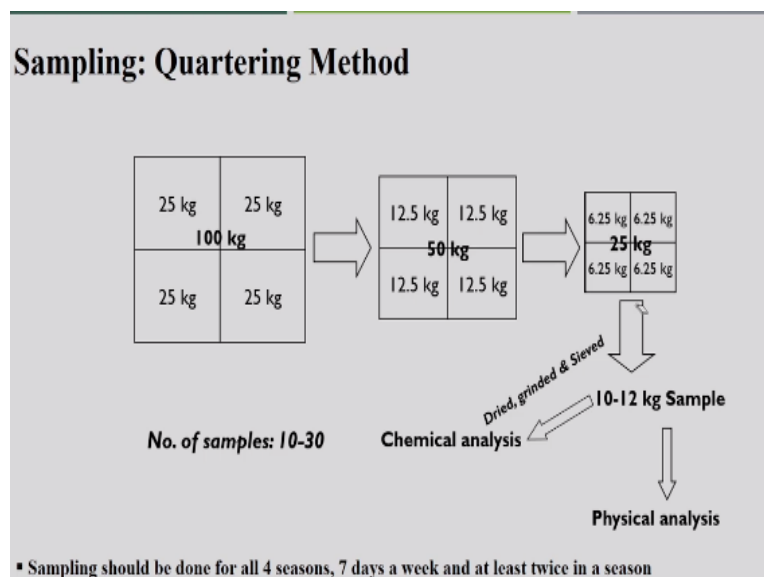 Sampling: Quartering Method
25 kg 25 kg
100 kg
25 kg 25 kg
12.5 kg 12.5 kg
50 kg
12.5 kg 12.5 kg
6.25 kg 6.25 kg
25 kg
6.25 kg 6.25 kg
Dried, grinded & Sieved
10-12 kg Sample
No. of samples: 10-30
Chemical analysis
Physical analysis
▪ Sampling should be done for all 4 seasons, 7 days a week and at least twice in a season